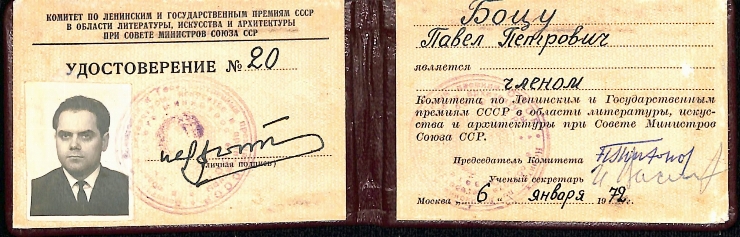 КОМИТЕТ ПО ЛЕНИНСКИМ И ГОСУДАРСТВЕННЫМ ПРЕМИЯМ СССР
В ОБЛАСТИ ЛИТЕРАТУРЫ, ИСКУССТВА И АРХИТЕКТУРЫ
ПРИ СОВЕТЕ МИНИСТРОВ СОЮЗА ССР
УДОСТОВЕРЕНИЕ № 20
(личная подпись)
Боцу
Павел Петрович
является
членом
Комитета по Ленинским и Государственным
премиям СССР в области литературы, искус-
ства и архитектуры при Совете Министров
Союза ССР.
Председатель Комитета
Ученый секретарь
Москва „ 6 " января 1972 г.